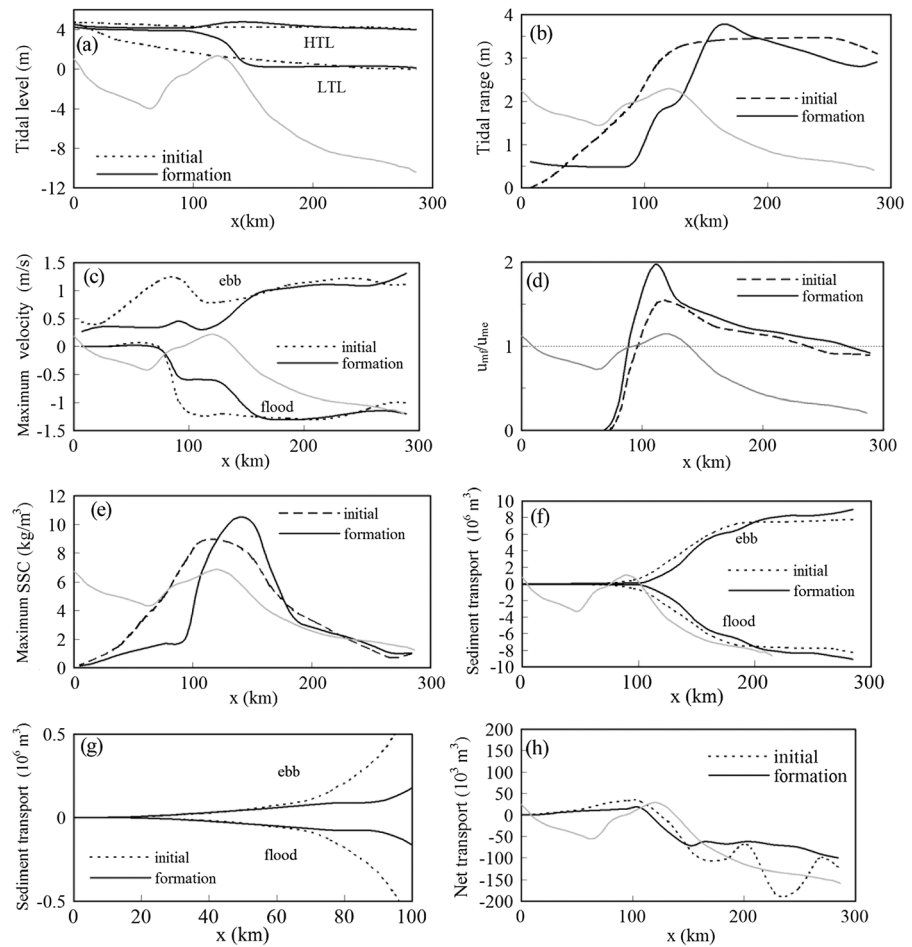 (a)
Tidal level (m)
4
0
-4
-8
-12
HTL
LTL
initial
formation
0 100 200 300
x(km)
(b)
Tidal range (m)
4
3
2
1
0
initial
formation
0 100 200 300
x(km)
(c)
Maximum velocity (m/s)
1.5
1
0.5
0
-0.5
-1
-1.5
ebb
initial
formation
flood
0 100 200 300
x (km)
(d)
umf/ume
2
1
0
initial
formation
0 100 200 300
x (km)
(e)
Maximum SSC (kg/m³)
12
10
8
6
4
2
0
initial
formation
0 100 200 300
x (km)
(f)
Sediment transport (10⁶ m³)
10
8
6
4
2
0
-2
-4
-6
-8
-10
ebb
initial
formation
flood
0 100 200 300
x (km)
(g)
Sediment transport (10⁶ m³)
0.5
0
-0.5
ebb
flood
initial
formation
0 20 40 60 80 100
x (km)
(h)
Net transport (10³ m³)
200
150
100
50
0
-50
-100
-150
-200
initial
formation
0 100 200 300
x (km)